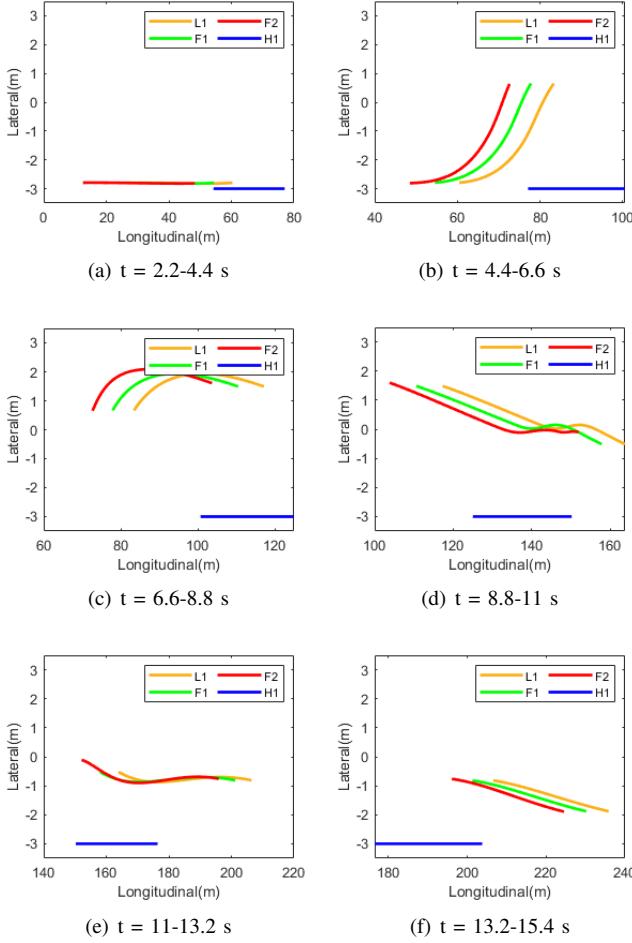 3
2
1
0
-1
-2
-3
Lateral(m)
L1 F2
F1 H1
0 20 40 60 80
Longitudinal(m)
(a) t = 2.2-4.4 s
3
2
1
0
-1
-2
-3
Lateral(m)
L1 F2
F1 H1
40 60 80 100
Longitudinal(m)
(b) t = 4.4-6.6 s
3
2
1
0
-1
-2
-3
Lateral(m)
L1 F2
F1 H1
60 80 100 120
Longitudinal(m)
(c) t = 6.6-8.8 s
3
2
1
0
-1
-2
-3
Lateral(m)
L1 F2
F1 H1
100 120 140 160
Longitudinal(m)
(d) t = 8.8-11 s
3
2
1
0
-1
-2
-3
Lateral(m)
L1 F2
F1 H1
140 160 180 200 220
Longitudinal(m)
(e) t = 11-13.2 s
3
2
1
0
-1
-2
-3
Lateral(m)
L1 F2
F1 H1
180 200 220 240
Longitudinal(m)
(f) t = 13.2-15.4 s